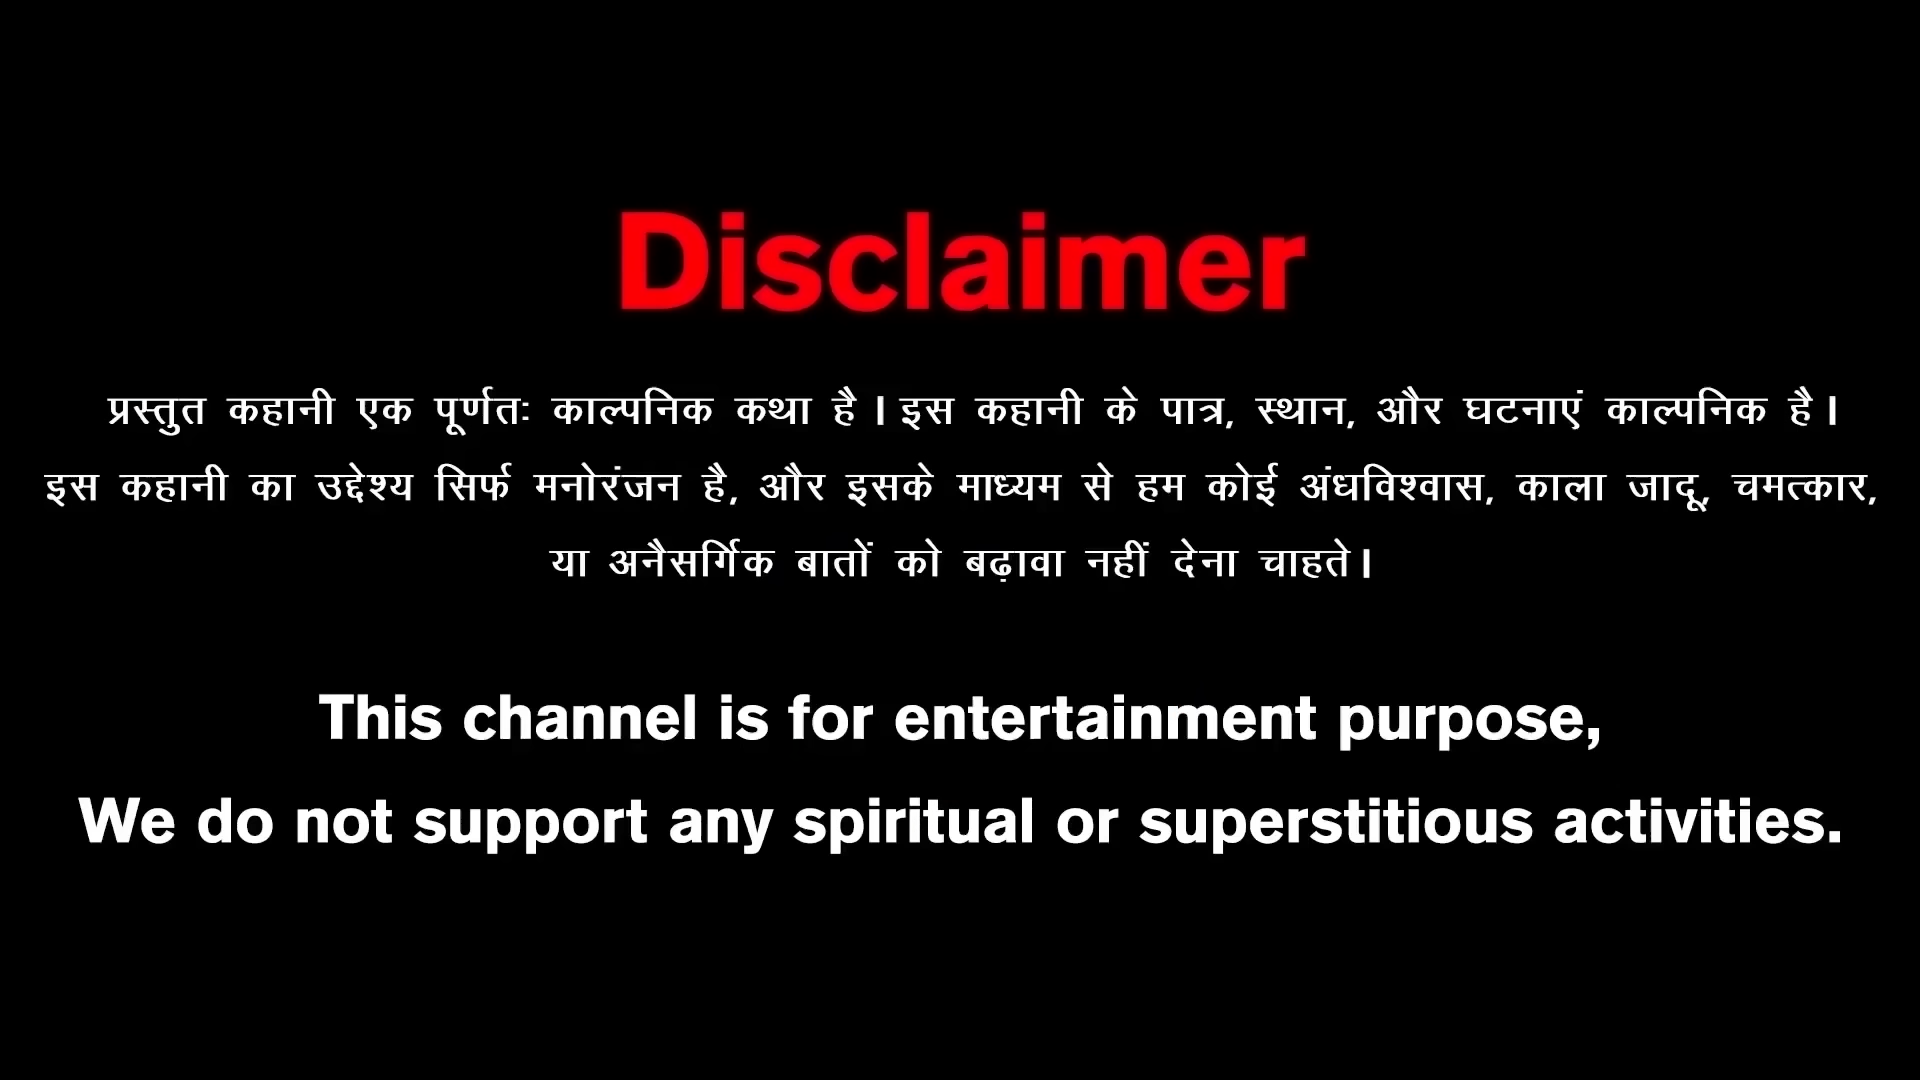 Disclaimer
प्रस्तुत कहानी एक पूर्णतः काल्पनिक कथा है। इस कहानी के पात्र, स्थान, और घटनाएं काल्पनिक है।
इस कहानी का उद्देश्य सिर्फ मनोरंजन है, और इसके माध्यम से हम कोई अंधविश्वास, काला जादू, चमत्कार,
या अनैसर्गिक बातों को बढ़ावा नहीं देना चाहते।
This channel is for entertainment purpose,
We do not support any spiritual or superstitious activities.